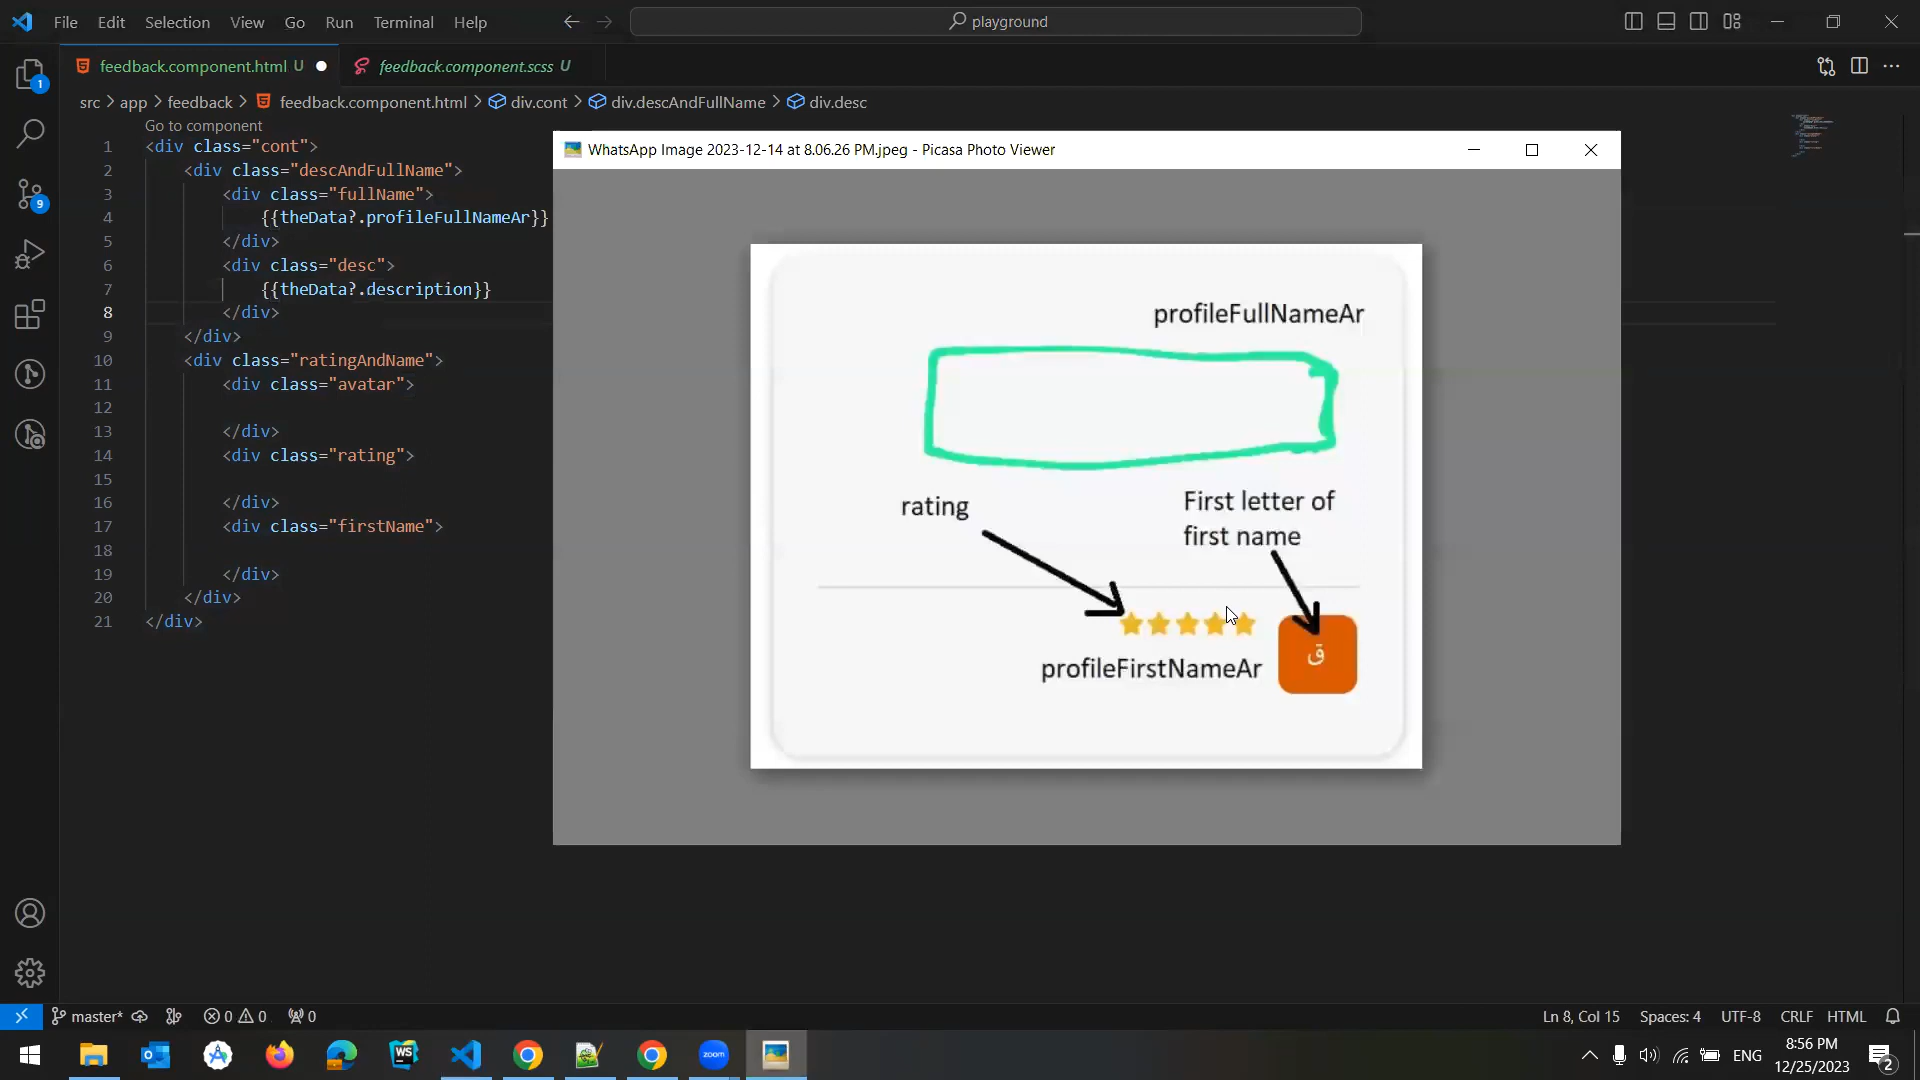 File Edit Selection View Go Run Terminal Help
playground
feedback.component.html U
feedback.component.scss U
src > app > feedback > feedback.component.html > div.cont > div.descAndFullName > div.desc
Go to component
1 <div class="cont">
2 <div class="descAndFullName">
3 <div class="fullName">
4 {{theData?.profileFullNameAr}}
5 </div>
6 <div class="desc">
7 {{theData?.description}}
8 </div>
9 </div>
10 <div class="ratingAndName">
11 <div class="avatar">
12
13 </div>
14 <div class="rating">
15
16 </div>
17 <div class="firstName">
18
19 </div>
20 </div>
21 </div>
WhatsApp Image 2023-12-14 at 8.06.26 PM.jpeg - Picasa Photo Viewer
profileFullNameAr
rating
First letter of
first name
profileFirstNameAr
ق
1
9
master*
0 0
0
Ln 8, Col 15
Spaces: 4
UTF-8
CRLF
HTML
WS
zoom
ENG
8:56 PM
12/25/2023
2